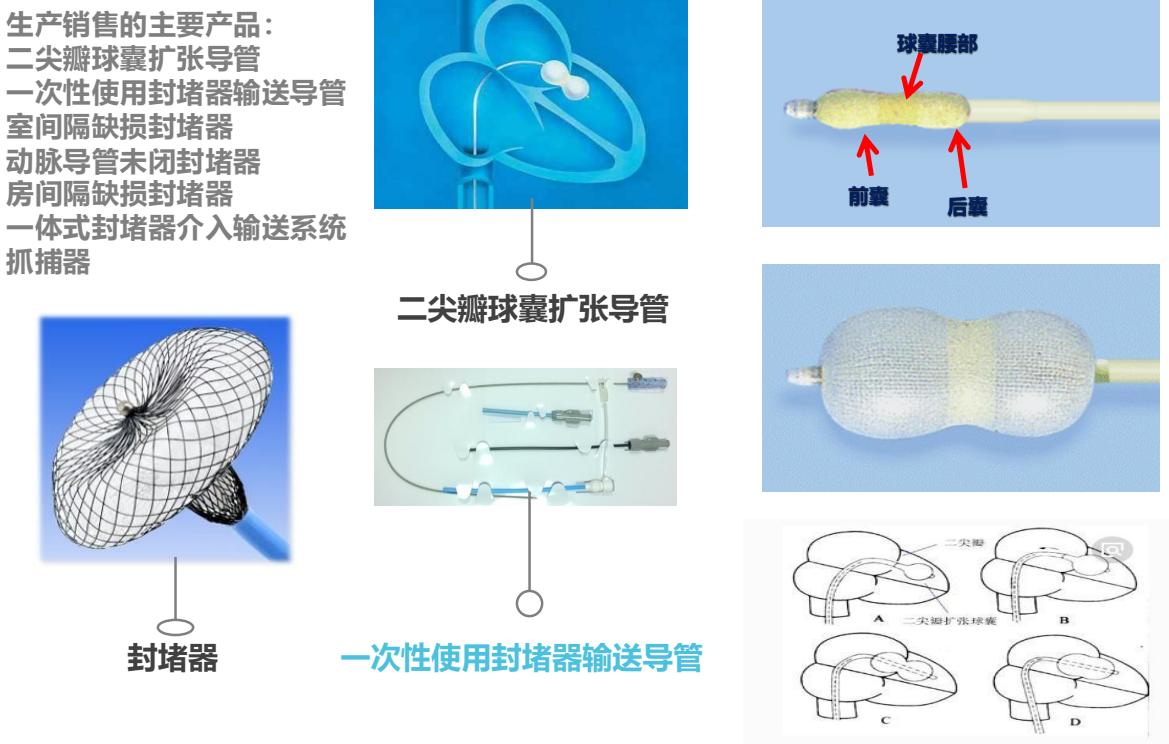 生产销售的主要产品：
二尖瓣球囊扩张导管
一次性使用封堵器输送导管
室间隔缺损封堵器
动脉导管未闭封堵器
房间隔缺损封堵器
一体式封堵器介入输送系统
抓捕器
二尖瓣球囊扩张导管
封堵器
一次性使用封堵器输送导管
球囊腰部
前囊
后囊
二尖瓣
A
二尖瓣扩张球囊
B
C
D